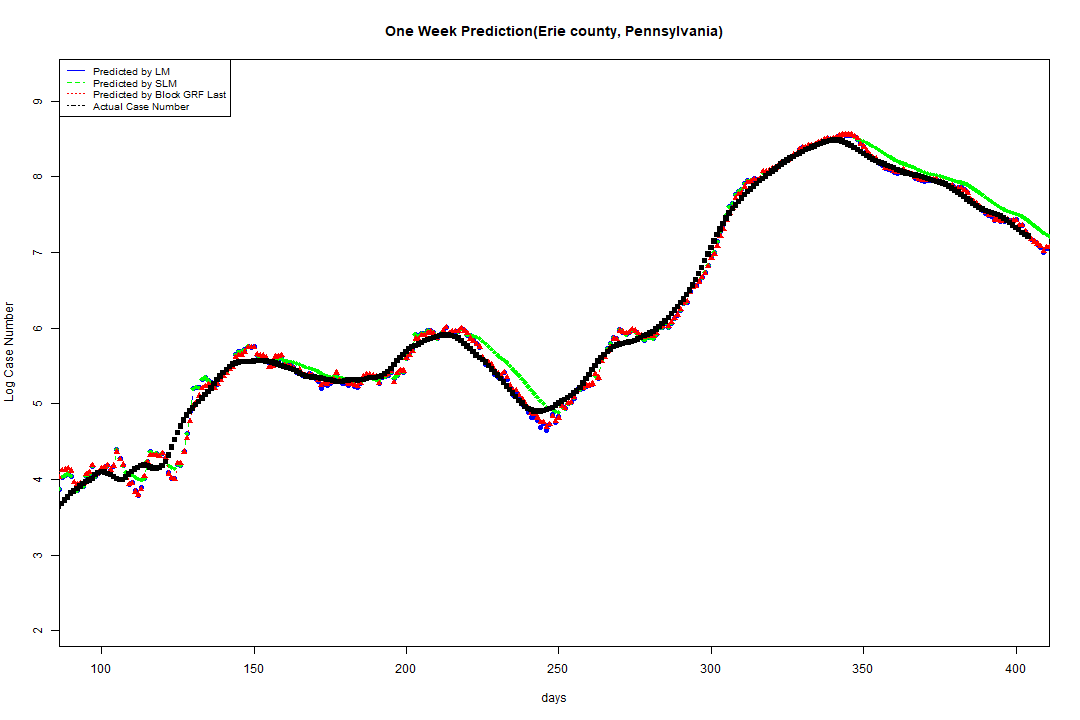 One Week Prediction(Erie county, Pennsylvania)
Predicted by LM
Predicted by SLM
Predicted by Block GRF Last
Actual Case Number
9
8
7
6
5
4
3
2
Log Case Number
100 150 200 250 300 350 400
days